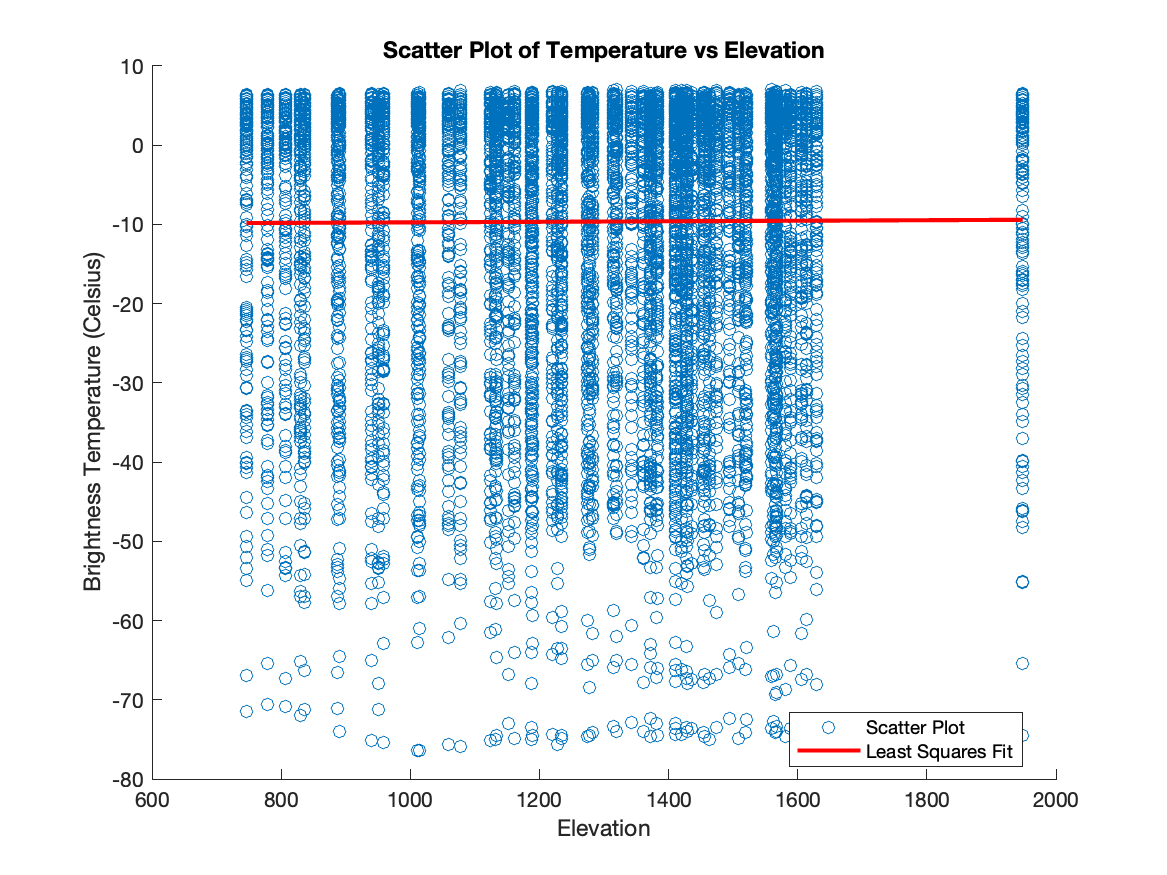 Scatter Plot of Temperature vs Elevation
10
0
-10
-20
-30
-40
-50
-60
-70
-80
Brightness Temperature (Celsius)
Scatter Plot
Least Squares Fit
600 800 1000 1200 1400 1600 1800 2000
Elevation